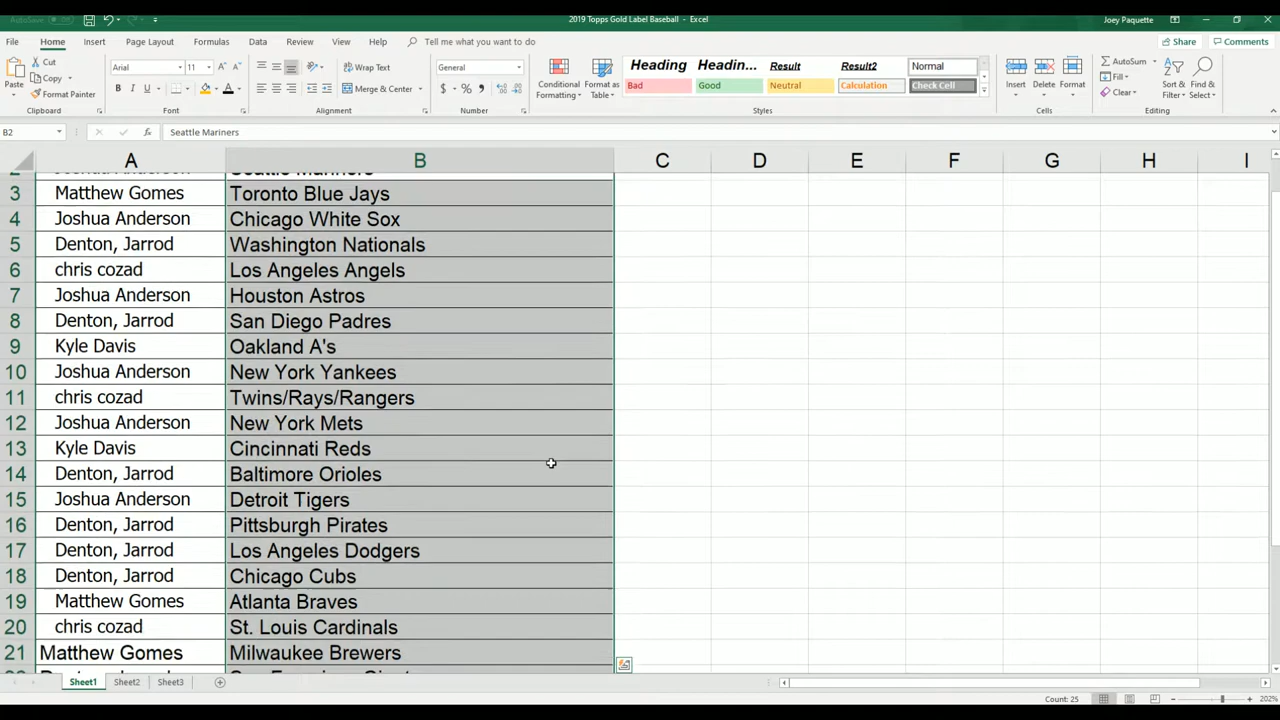 AutoSave
2019 Topps Gold Label Baseball - Excel
Joey Paquette
File Home Insert Page Layout Formulas Data Review View Help Tell me what you want to do
Share Comments
Paste
Cut
Copy
Format Painter
Clipboard
Arial 11
B I U
Font
Wrap Text
Merge & Center
Alignment
General
$ % ,
Number
Conditional Formatting
Format as Table
Heading Headin... Result Result2 Normal
Bad Good Neutral Calculation Check Cell
Styles
Insert Delete Format
Cells
AutoSum
Fill
Clear
Sort & Filter
Find & Select
Editing
B2 fx Seattle Mariners
A B C D E F G H I
2 Joshua Anderson Seattle Mariners
3 Matthew Gomes Toronto Blue Jays
4 Joshua Anderson Chicago White Sox
5 Denton, Jarrod Washington Nationals
6 chris cozad Los Angeles Angels
7 Joshua Anderson Houston Astros
8 Denton, Jarrod San Diego Padres
9 Kyle Davis Oakland A's
10 Joshua Anderson New York Yankees
11 chris cozad Twins/Rays/Rangers
12 Joshua Anderson New York Mets
13 Kyle Davis Cincinnati Reds
14 Denton, Jarrod Baltimore Orioles
15 Joshua Anderson Detroit Tigers
16 Denton, Jarrod Pittsburgh Pirates
17 Denton, Jarrod Los Angeles Dodgers
18 Denton, Jarrod Chicago Cubs
19 Matthew Gomes Atlanta Braves
20 chris cozad St. Louis Cardinals
21 Matthew Gomes Milwaukee Brewers
Sheet1 Sheet2 Sheet3
Count: 25
202%